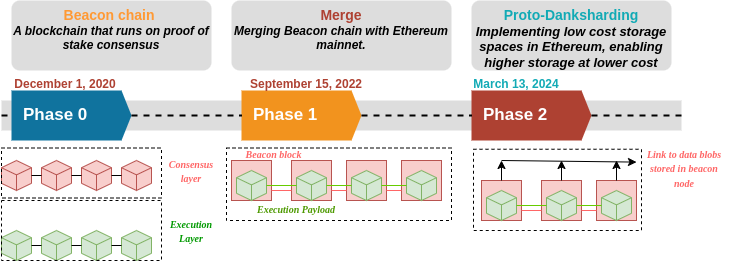 Beacon chain
A blockchain that runs on proof of
stake consensus
Merge
Merging Beacon chain with Ethereum
mainnet.
Proto-Danksharding
Implementing low cost storage
spaces in Ethereum, enabling
higher storage at lower cost
December 1, 2020
September 15, 2022
March 13, 2024
Phase 0
Phase 1
Phase 2
Consensus
layer
Execution
Layer
Beacon block
Execution Payload
Link to data blobs
stored in beacon
node